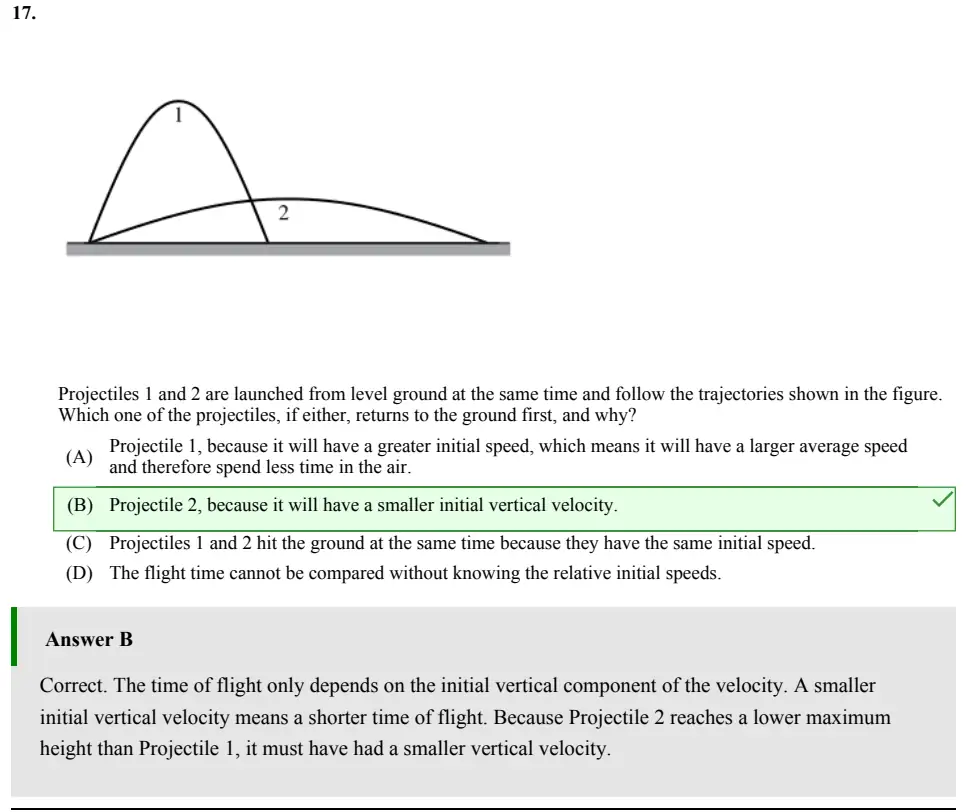 17.
1
2
Projectiles 1 and 2 are launched from level ground at the same time and follow the trajectories shown in the figure.
Which one of the projectiles, if either, returns to the ground first, and why?
(A) Projectile 1, because it will have a greater initial speed, which means it will have a larger average speed
and therefore spend less time in the air.
(B) Projectile 2, because it will have a smaller initial vertical velocity.
(C) Projectiles 1 and 2 hit the ground at the same time because they have the same initial speed.
(D) The flight time cannot be compared without knowing the relative initial speeds.
Answer B
Correct. The time of flight only depends on the initial vertical component of the velocity. A smaller
initial vertical velocity means a shorter time of flight. Because Projectile 2 reaches a lower maximum
height than Projectile 1, it must have had a smaller vertical velocity.